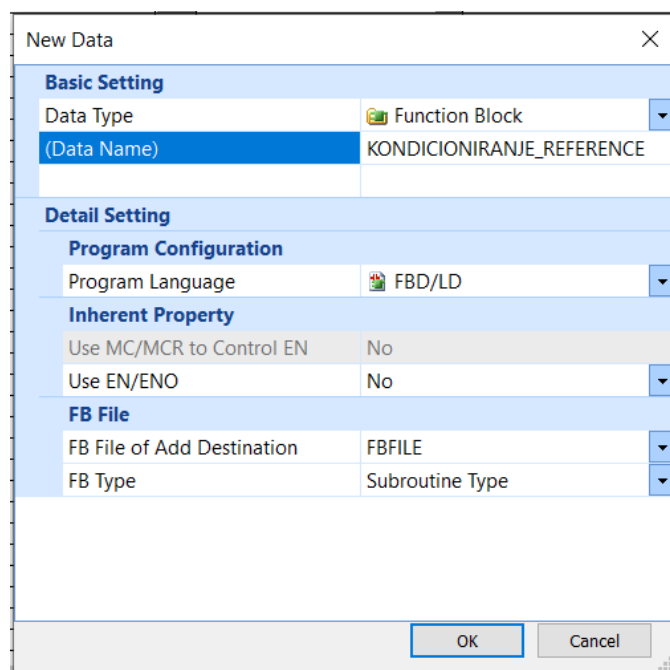 New Data
Basic Setting
Data Type Function Block
(Data Name) KONDICIONIRANJE_REFERENCE
Detail Setting
Program Configuration
Program Language FBD/LD
Inherent Property
Use MC/MCR to Control EN No
Use EN/ENO No
FB File
FB File of Add Destination FBFILE
FB Type Subroutine Type
OK Cancel